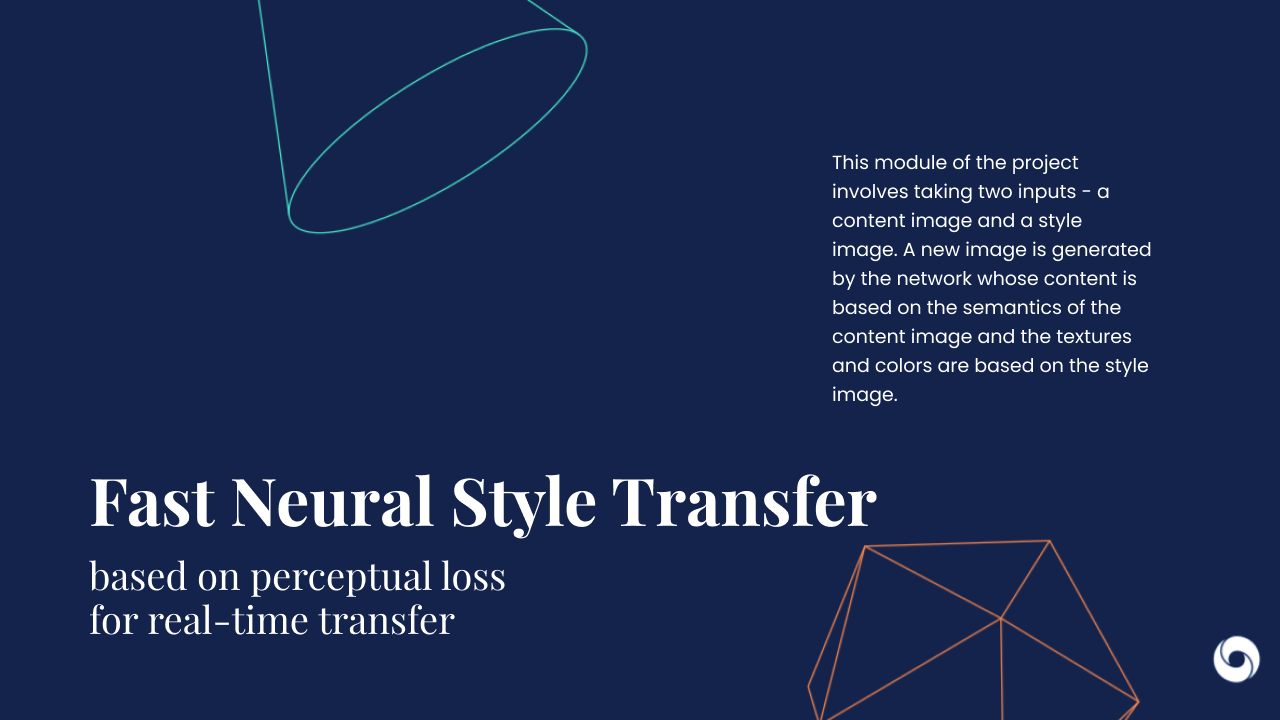 This module of the project
involves taking two inputs - a
content image and a style
image. A new image is generated
by the network whose content is
based on the semantics of the
content image and the textures
and colors are based on the style
image.
Fast Neural Style Transfer
based on perceptual loss
for real-time transfer